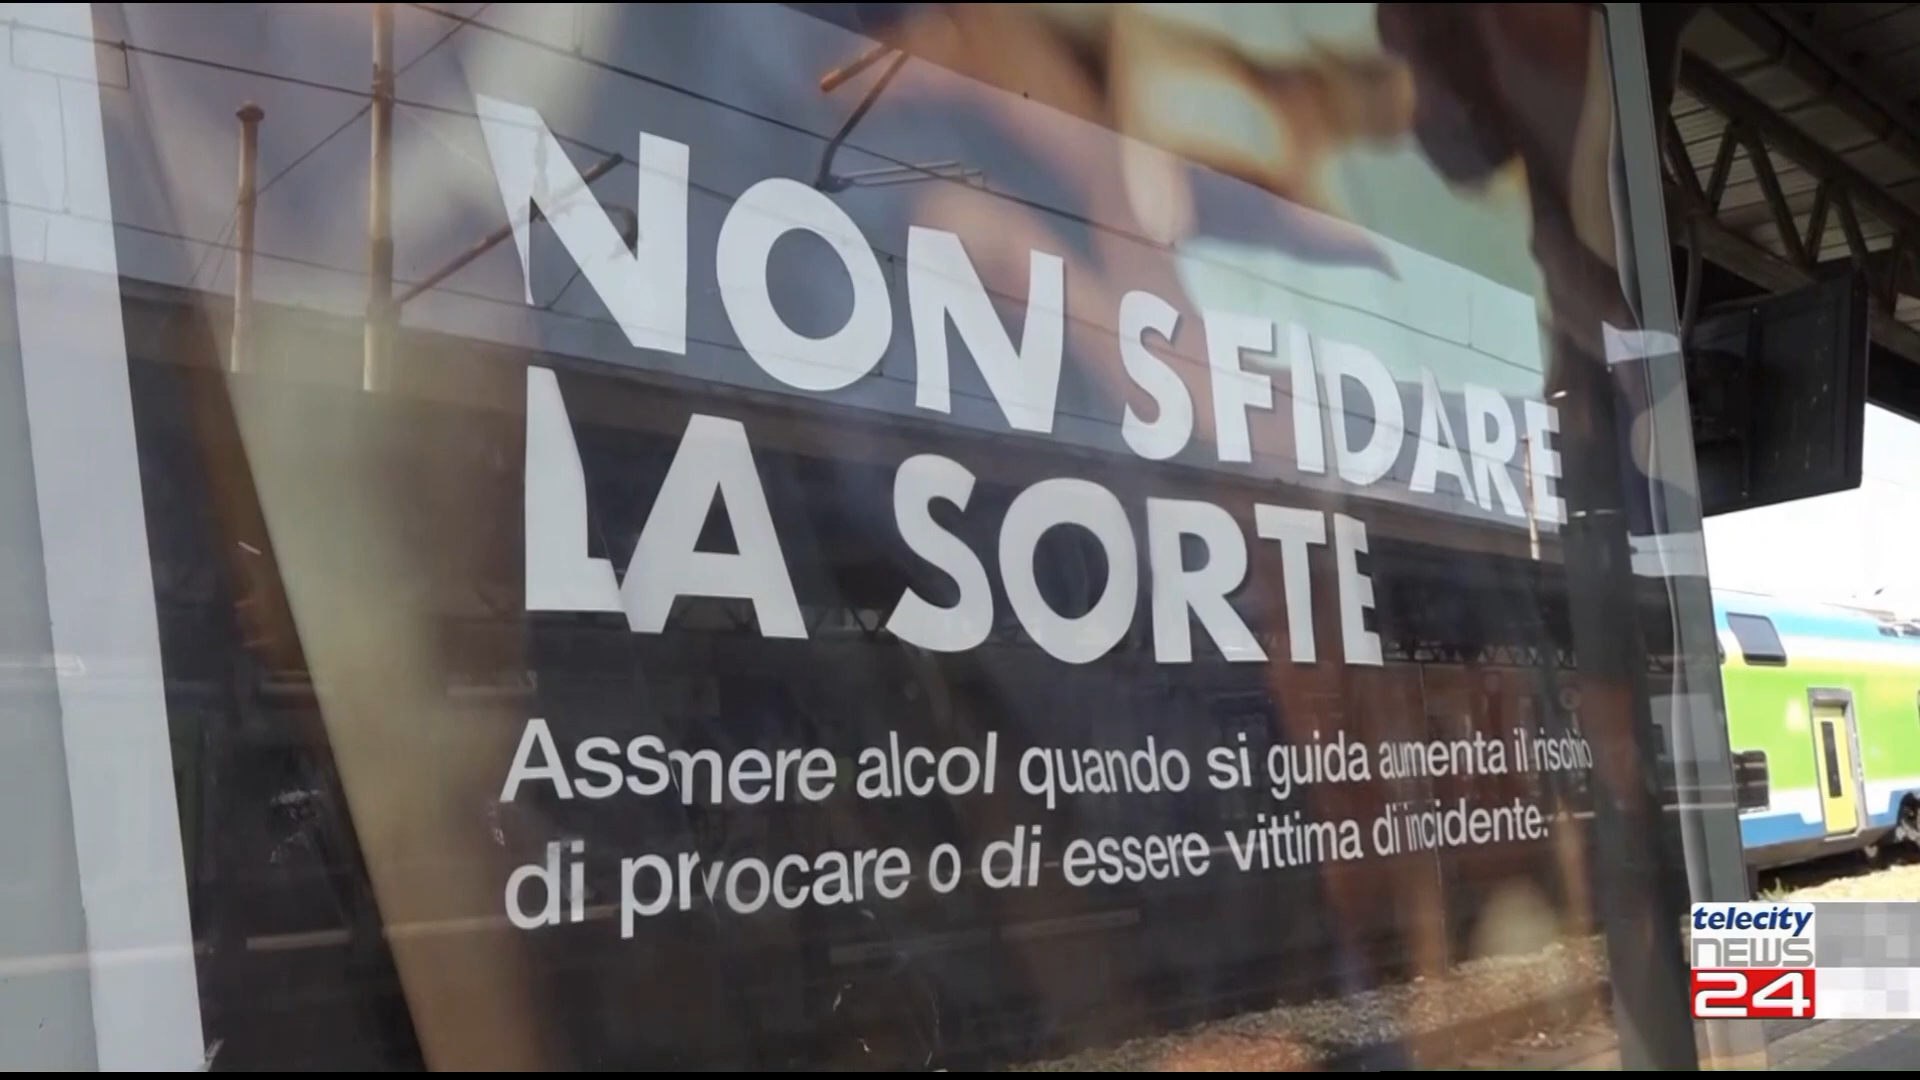 NON SFIDARE
LA SORTE
Assmere alcol quando si guida aumenta il rischio
di prvocare o di essere vittima di incidente.
telecity
NEWS
24